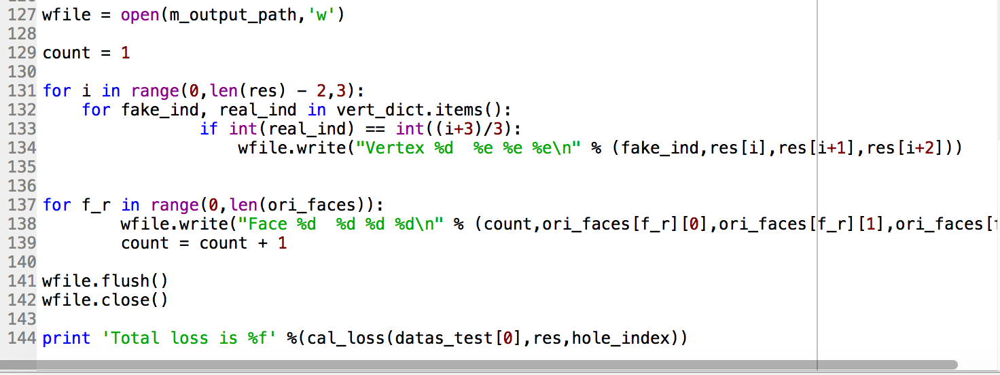 127 wfile = open(m_output_path,'w')
128
129 count = 1
130
131 for i in range(0,len(res) - 2,3):
132     for fake_ind, real_ind in vert_dict.items():
133                 if int(real_ind) == int((i+3)/3):
134                     wfile.write("Vertex %d  %e %e %e\n" % (fake_ind,res[i],res[i+1],res[i+2]))
135
136
137 for f_r in range(0,len(ori_faces)):
138         wfile.write("Face %d  %d %d %d\n" % (count,ori_faces[f_r][0],ori_faces[f_r][1],ori_faces[
139         count = count + 1
140
141 wfile.flush()
142 wfile.close()
143
144 print 'Total loss is %f' %(cal_loss(datas_test[0],res,hole_index))